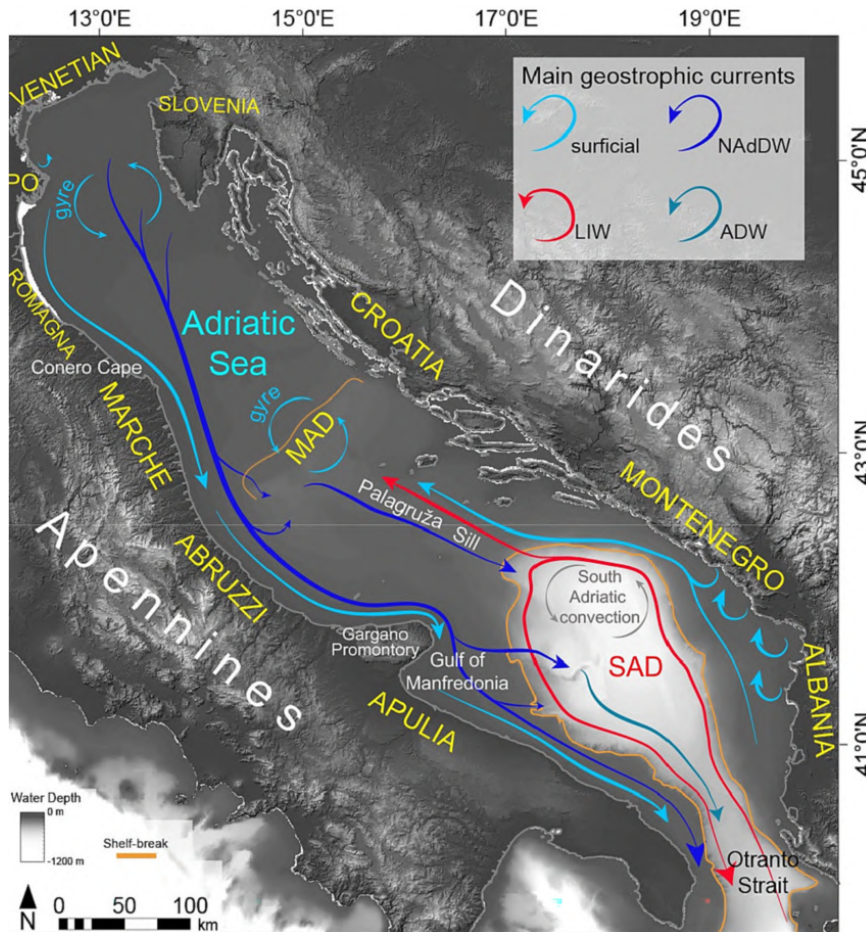 13°0'E
15°0'E
17°0'E
19°0'E
VENETIAN
SLOVENIA
Main geostrophic currents
surficial
NAdDW
LIW
ADW
45°0'N
PO
gyre
ROMAGNA
Adriatic
Sea
CROATIA
Dinarides
Conero Cape
MARCHE
gyre
MAD
43°0'N
Palagruža Sill
MONTENEGRO
Apennines
ABRUZZI
South
Adriatic
convection
Gargano
Promontory
Gulf of
Manfredonia
SAD
ALBANIA
APULIA
41°0'N
Water Depth
0 m
-1200 m
Shelf-break
Otranto
Strait
N
0 50 100
km